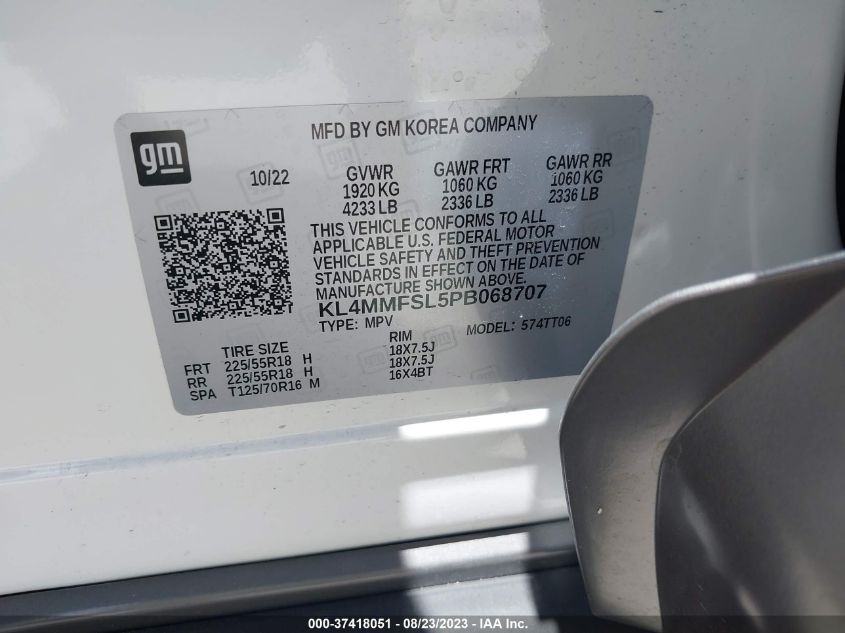 gm
MFD BY GM KOREA COMPANY
10/22
GVWR GAWR FRT GAWR RR
1920 KG 1060 KG 1060 KG
4233 LB 2336 LB 2336 LB
THIS VEHICLE CONFORMS TO ALL
APPLICABLE U.S. FEDERAL MOTOR
VEHICLE SAFETY AND THEFT PREVENTION
STANDARDS IN EFFECT ON THE DATE OF
MANUFACTURE SHOWN ABOVE.
KL4MMFSL5PB068707
TYPE: MPV MODEL: 574TT06
TIRE SIZE RIM
FRT 225/55R18 H 18X7.5J
RR 225/55R18 H 18X7.5J
SPA T125/70R16 M 16X4BT
000-37418051 - 08/23/2023 - IAA Inc.